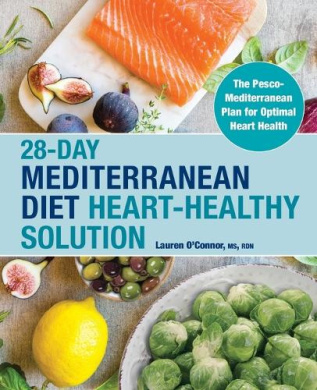 The Pesco-
Mediterranean
Plan for Optimal
Heart Health
28-DAY
MEDITERRANEAN
DIET HEART-HEALTHY
SOLUTION
Lauren O'Connor, MS, RDN